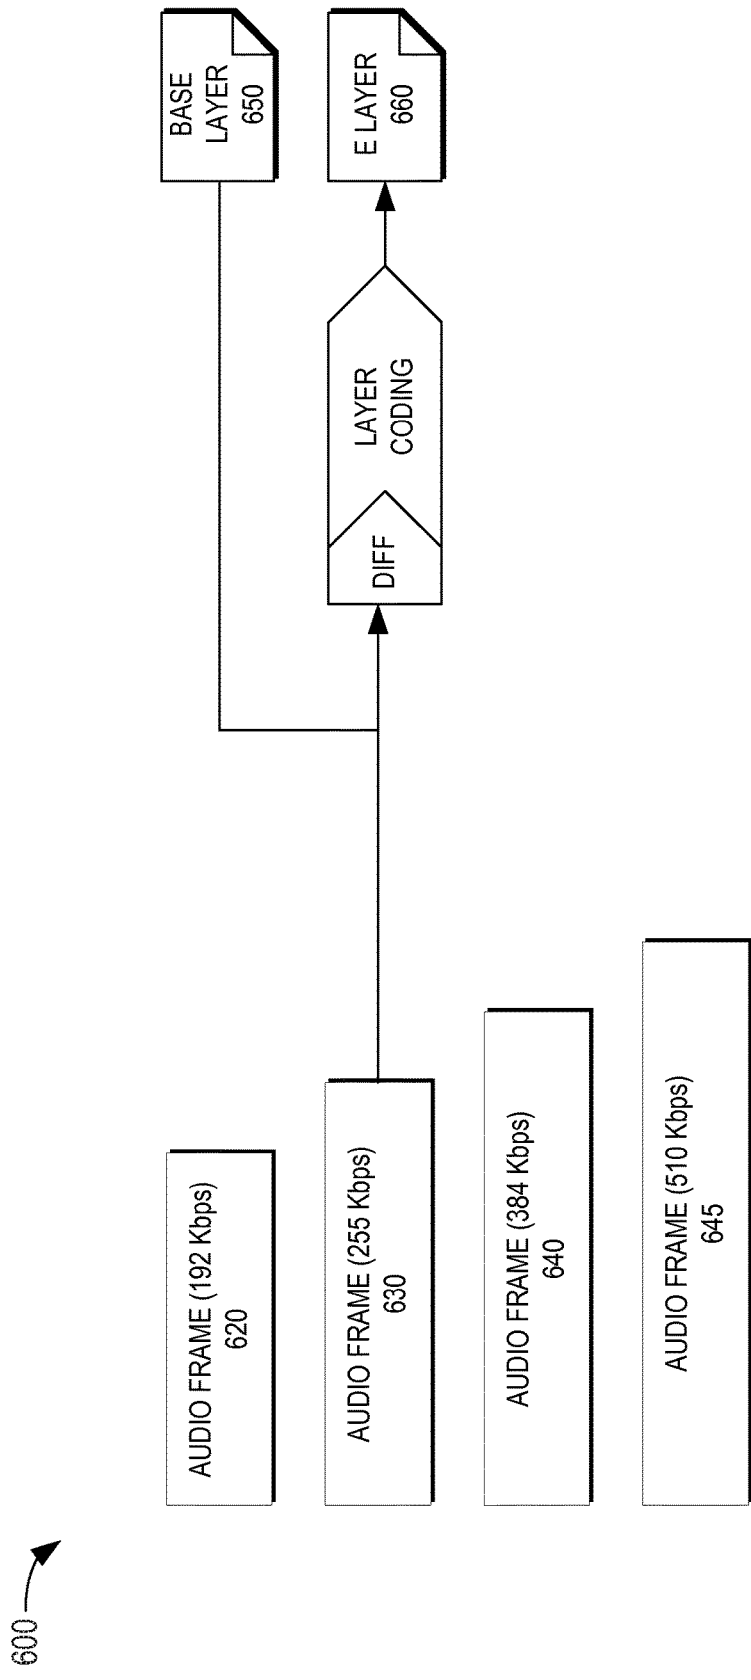 600
AUDIO FRAME (192 Kbps)
620
AUDIO FRAME (255 Kbps)
630
AUDIO FRAME (384 Kbps)
640
AUDIO FRAME (510 Kbps)
645
DIFF
LAYER
CODING
BASE
LAYER
650
E LAYER
660